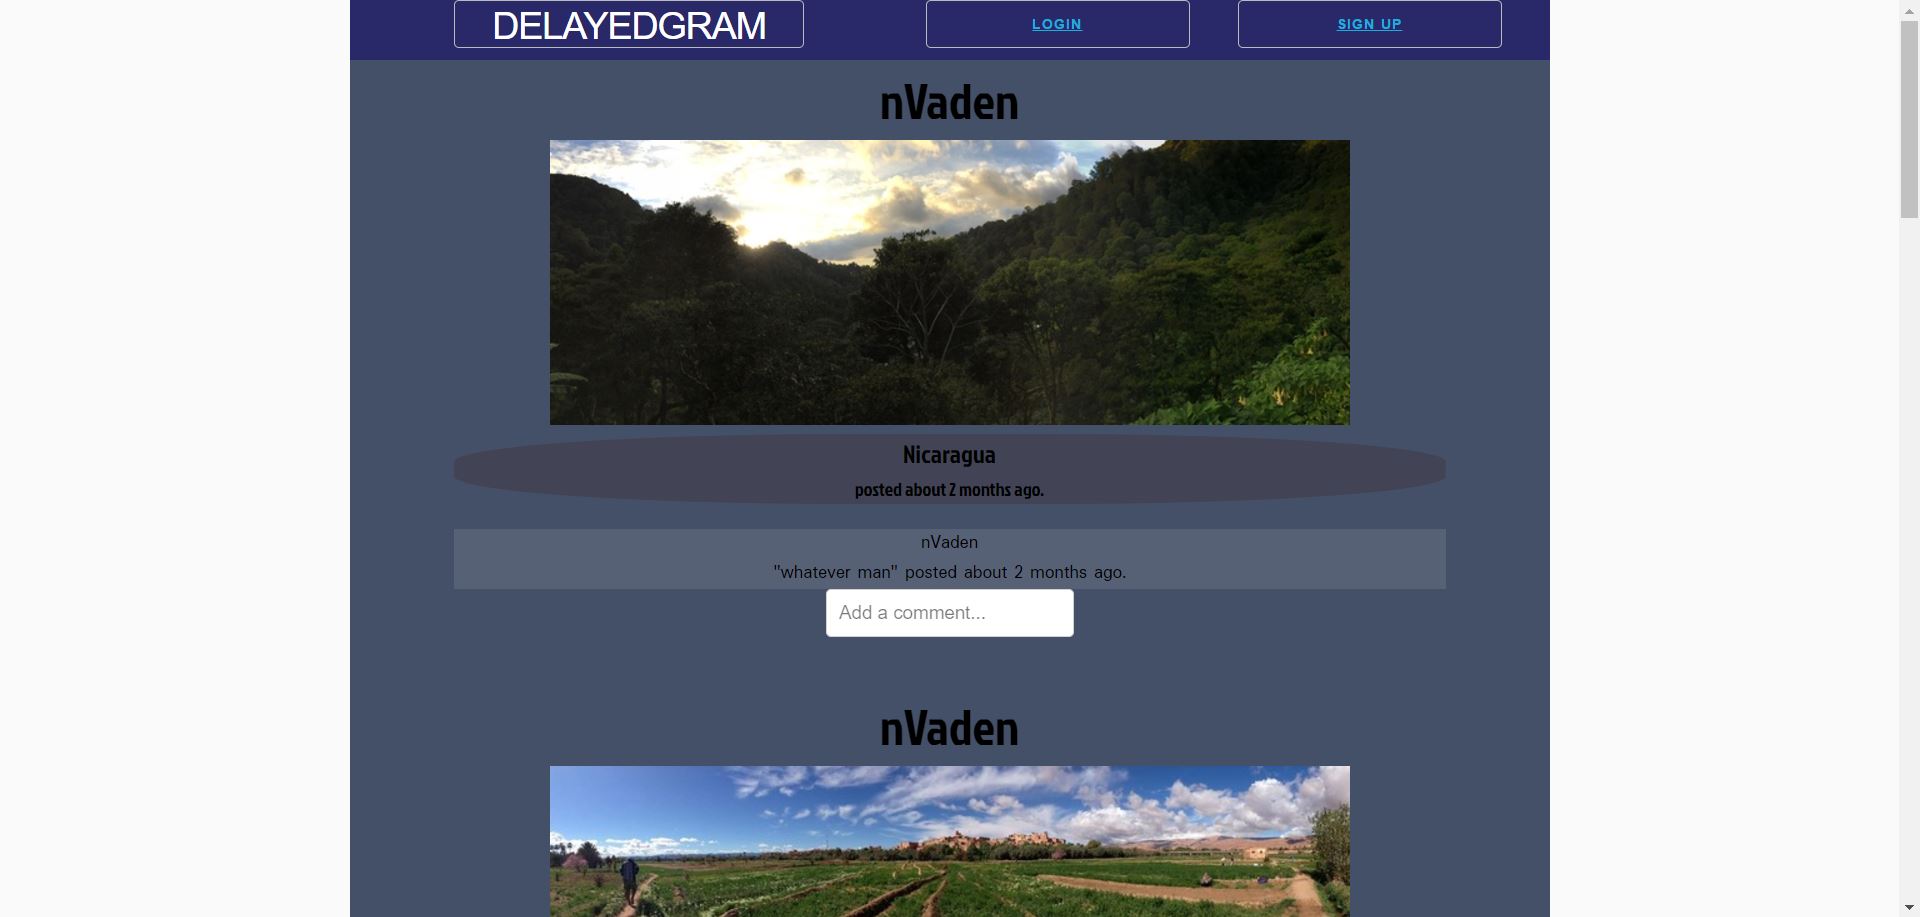 DELAYEDGRAM
LOGIN
SIGN UP
nVaden
Nicaragua
posted about 2 months ago.
nVaden
"whatever man" posted about 2 months ago.
Add a comment...
nVaden